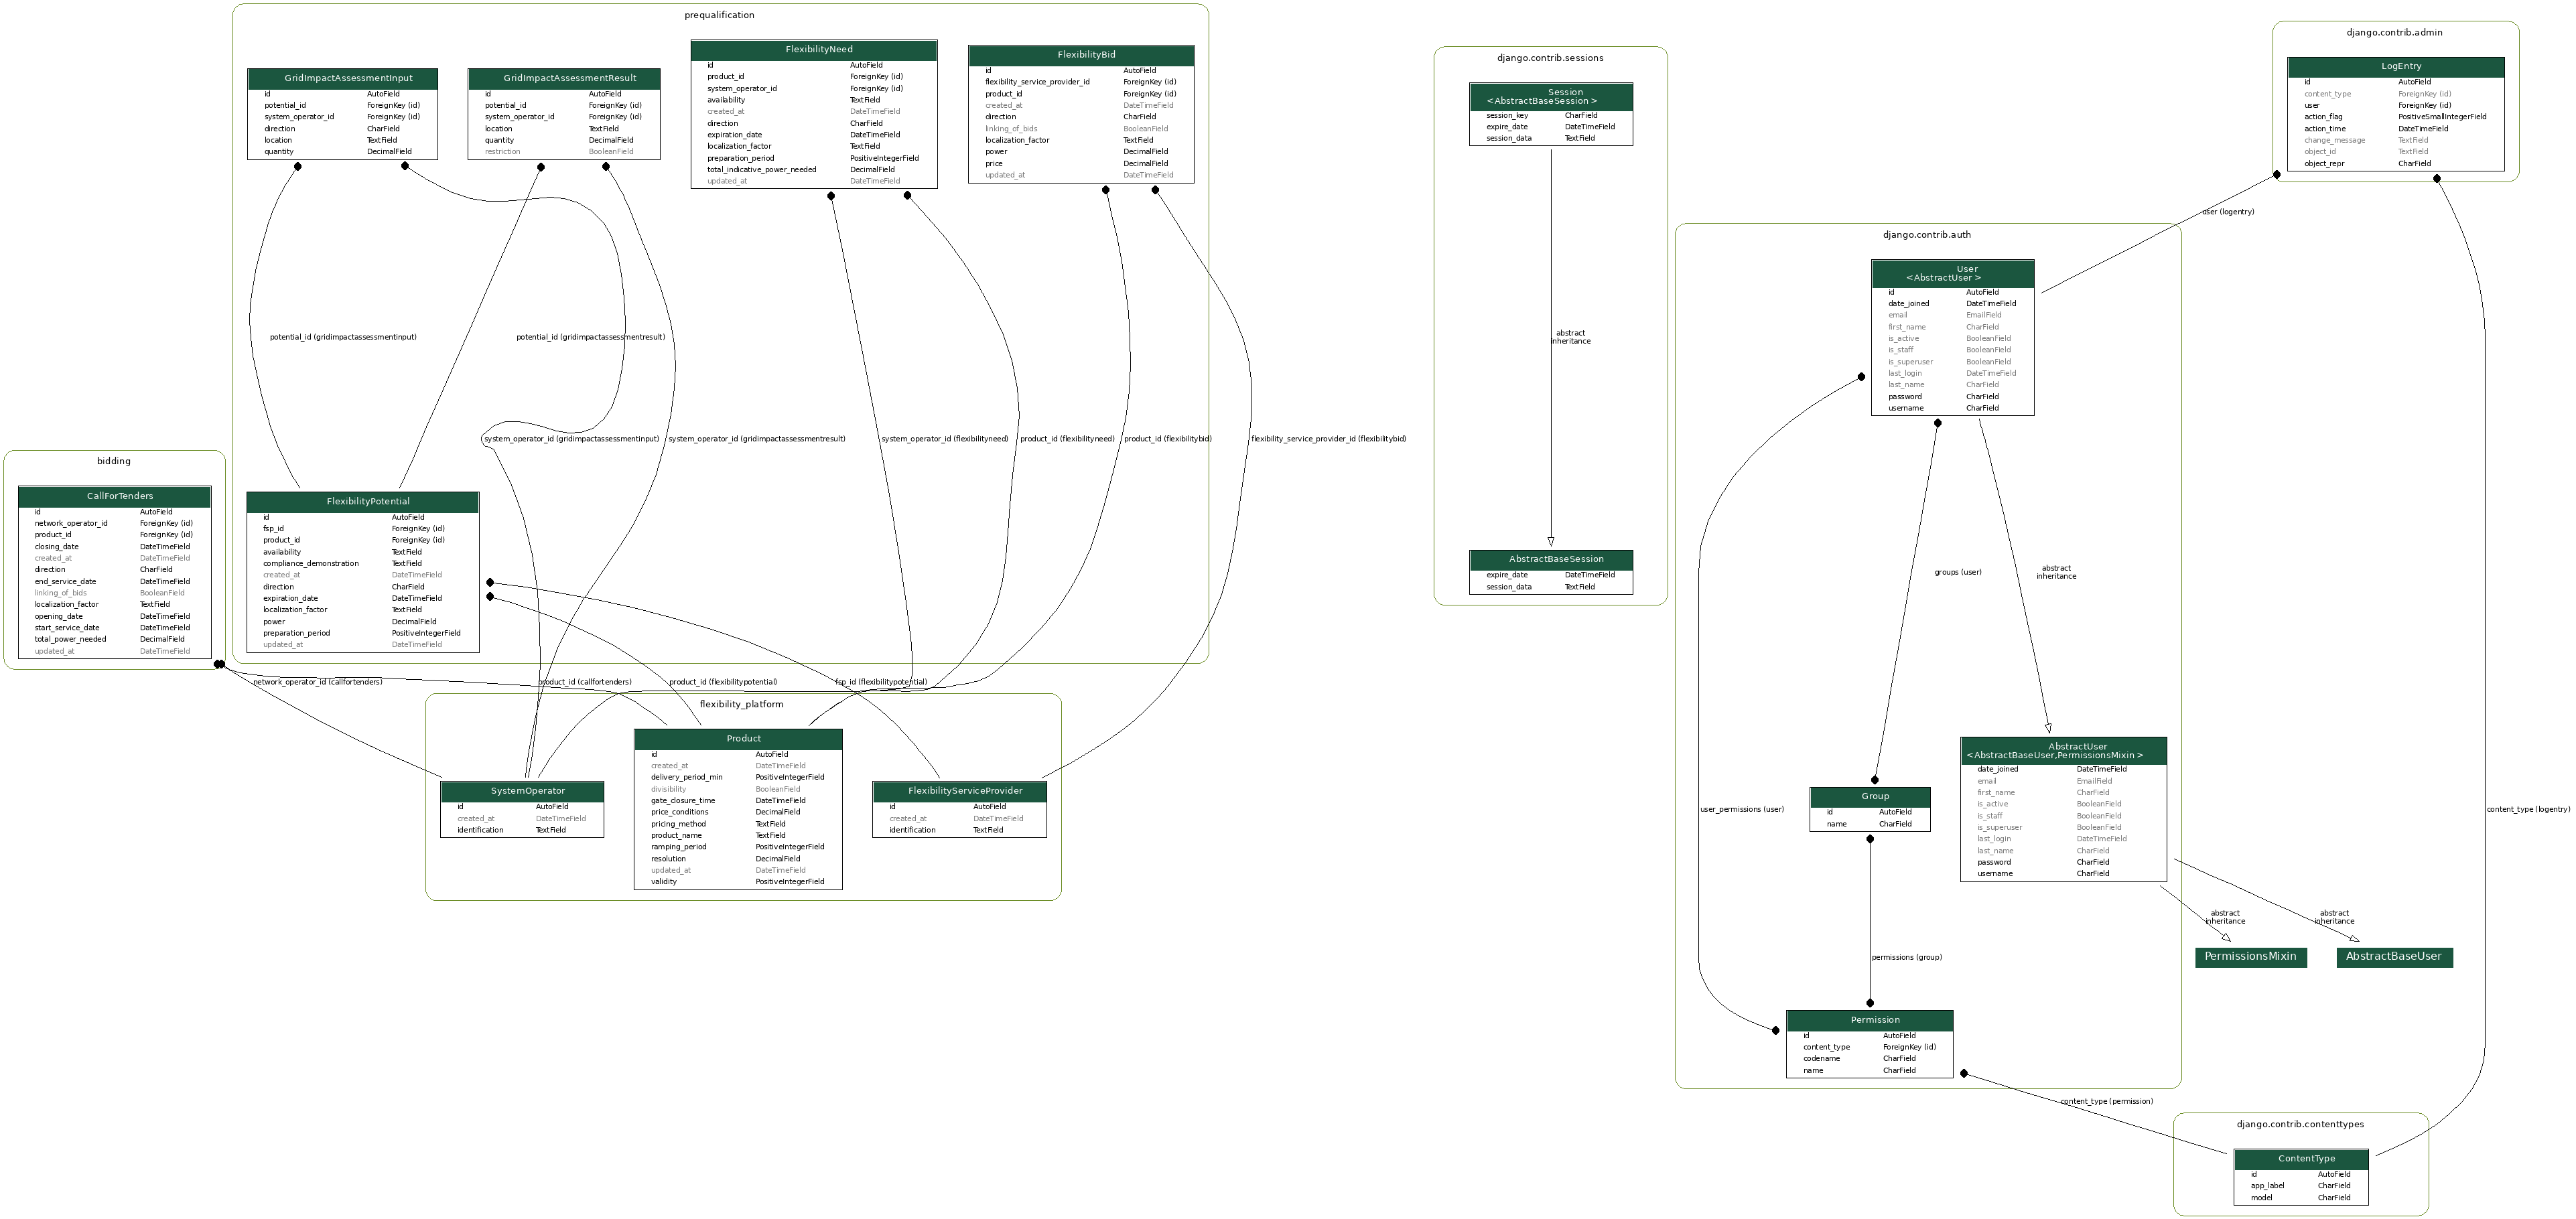 prequalification
GridImpactAssessmentInput
id AutoField
potential_id ForeignKey (id)
system_operator_id ForeignKey (id)
direction CharField
location TextField
quantity DecimalField
GridImpactAssessmentResult
id AutoField
potential_id ForeignKey (id)
system_operator_id ForeignKey (id)
location TextField
quantity DecimalField
restriction BooleanField
FlexibilityNeed
id AutoField
product_id ForeignKey (id)
system_operator_id ForeignKey (id)
availability TextField
created_at DateTimeField
direction CharField
expiration_date DateTimeField
localization_factor TextField
preparation_period PositiveIntegerField
total_indicative_power_needed DecimalField
updated_at DateTimeField
FlexibilityBid
id AutoField
flexibility_service_provider_id ForeignKey (id)
product_id ForeignKey (id)
created_at DateTimeField
direction CharField
linking_of_bids BooleanField
localization_factor TextField
power DecimalField
price DecimalField
updated_at DateTimeField
potential_id (gridimpactassessmentinput)
potential_id (gridimpactassessmentresult)
system_operator_id (gridimpactassessmentinput)
system_operator_id (gridimpactassessmentresult)
system_operator_id (flexibilityneed)
product_id (flexibilityneed)
product_id (flexibilitybid)
flexibility_service_provider_id (flexibilitybid)
bidding
CallForTenders
id AutoField
network_operator_id ForeignKey (id)
product_id ForeignKey (id)
closing_date DateTimeField
created_at DateTimeField
direction CharField
end_service_date DateTimeField
linking_of_bids BooleanField
localization_factor TextField
opening_date DateTimeField
start_service_date DateTimeField
total_power_needed DecimalField
updated_at DateTimeField
FlexibilityPotential
id AutoField
fsp_id ForeignKey (id)
product_id ForeignKey (id)
availability TextField
compliance_demonstration TextField
created_at DateTimeField
direction CharField
expiration_date DateTimeField
localization_factor TextField
power DecimalField
preparation_period PositiveIntegerField
updated_at DateTimeField
network_operator_id (callfortenders)
product_id (callfortenders)
product_id (flexibilitypotential)
fsp_id (flexibilitypotential)
flexibility_platform
SystemOperator
id AutoField
created_at DateTimeField
identification TextField
Product
id AutoField
created_at DateTimeField
delivery_period_min PositiveIntegerField
divisibility BooleanField
gate_closure_time DateTimeField
price_conditions DecimalField
pricing_method TextField
product_name TextField
ramping_period PositiveIntegerField
resolution DecimalField
updated_at DateTimeField
validity PositiveIntegerField
FlexibilityServiceProvider
id AutoField
created_at DateTimeField
identification TextField
django.contrib.sessions
Session
<AbstractBaseSession>
session_key CharField
expire_date DateTimeField
session_data TextField
abstract
inheritance
AbstractBaseSession
expire_date DateTimeField
session_data TextField
django.contrib.admin
LogEntry
id AutoField
content_type ForeignKey (id)
user ForeignKey (id)
action_flag PositiveSmallIntegerField
action_time DateTimeField
change_message TextField
object_id TextField
object_repr CharField
user (logentry)
django.contrib.auth
User
<AbstractUser>
id AutoField
date_joined DateTimeField
email EmailField
first_name CharField
is_active BooleanField
is_staff BooleanField
is_superuser BooleanField
last_login DateTimeField
last_name CharField
password CharField
username CharField
groups (user)
abstract
inheritance
user_permissions (user)
content_type (logentry)
Group
id AutoField
name CharField
AbstractUser
<AbstractBaseUser,PermissionsMixin>
date_joined DateTimeField
email EmailField
first_name CharField
is_active BooleanField
is_staff BooleanField
is_superuser BooleanField
last_login DateTimeField
last_name CharField
password CharField
username CharField
abstract
inheritance
abstract
inheritance
PermissionsMixin
AbstractBaseUser
permissions (group)
Permission
id AutoField
content_type ForeignKey (id)
codename CharField
name CharField
content_type (permission)
django.contrib.contenttypes
ContentType
id AutoField
app_label CharField
model CharField